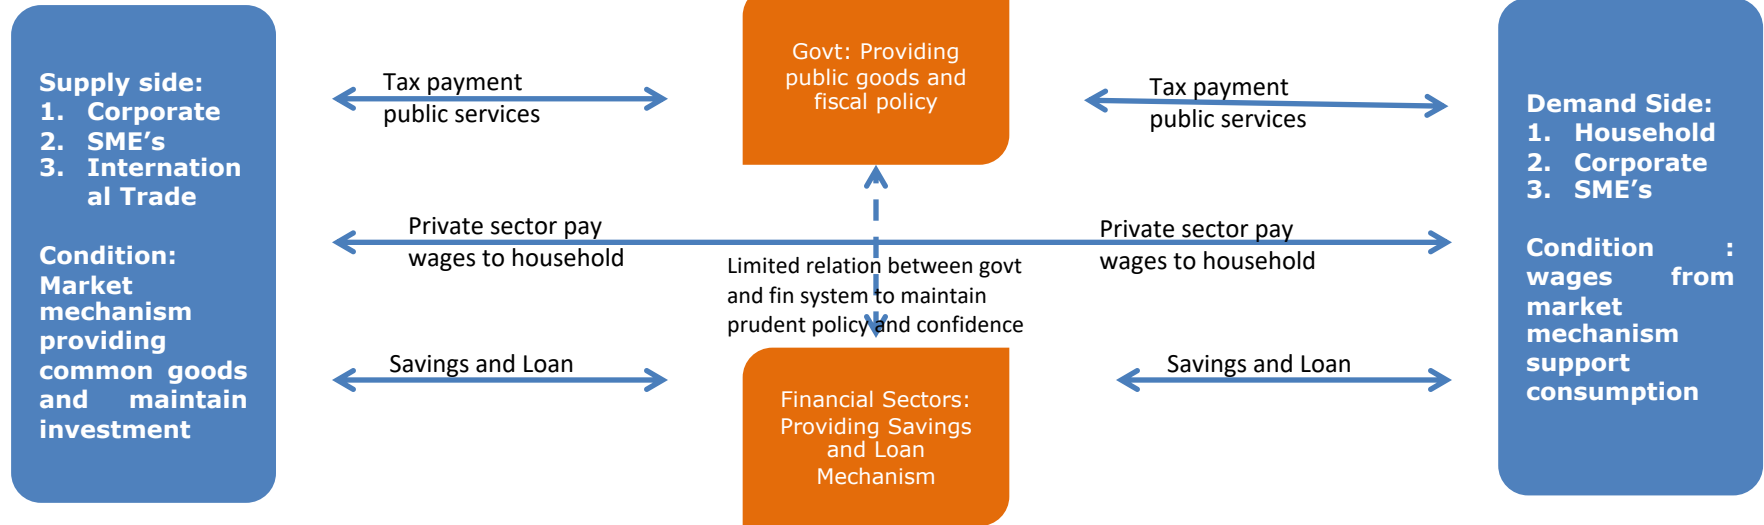 Supply side:
1. Corporate
2. SME’s
3. Internation
al Trade
Condition:
Market
mechanism
providing
common goods
and maintain
investment
Tax payment
public services
Private sector pay
wages to household
Savings and Loan
Govt: Providing
public goods and
fiscal policy
Limited relation between govt
and fin system to maintain
prudent policy and confidence
Financial Sectors:
Providing Savings
and Loan
Mechanism
Tax payment
public services
Private sector pay
wages to household
Savings and Loan
Demand Side:
1. Household
2. Corporate
3. SME’s
Condition :
wages from
market
mechanism
support
consumption